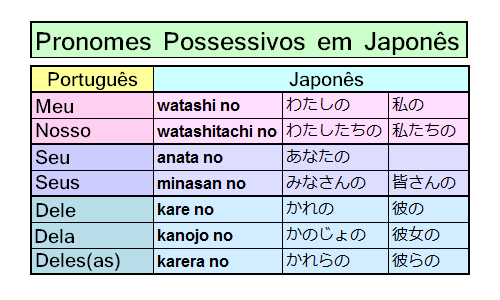 Pronomes Possessivos em Japonês
Português Japonês
Meu watashi no わたしの 私の
Nosso watashitachi no わたしたちの 私たちの
Seu anata no あなたの
Seus minasan no みなさんの 皆さんの
Dele kare no かれの 彼の
Dela kanojo no かのじょの 彼女の
Deles(as) karera no かれらの 彼らの